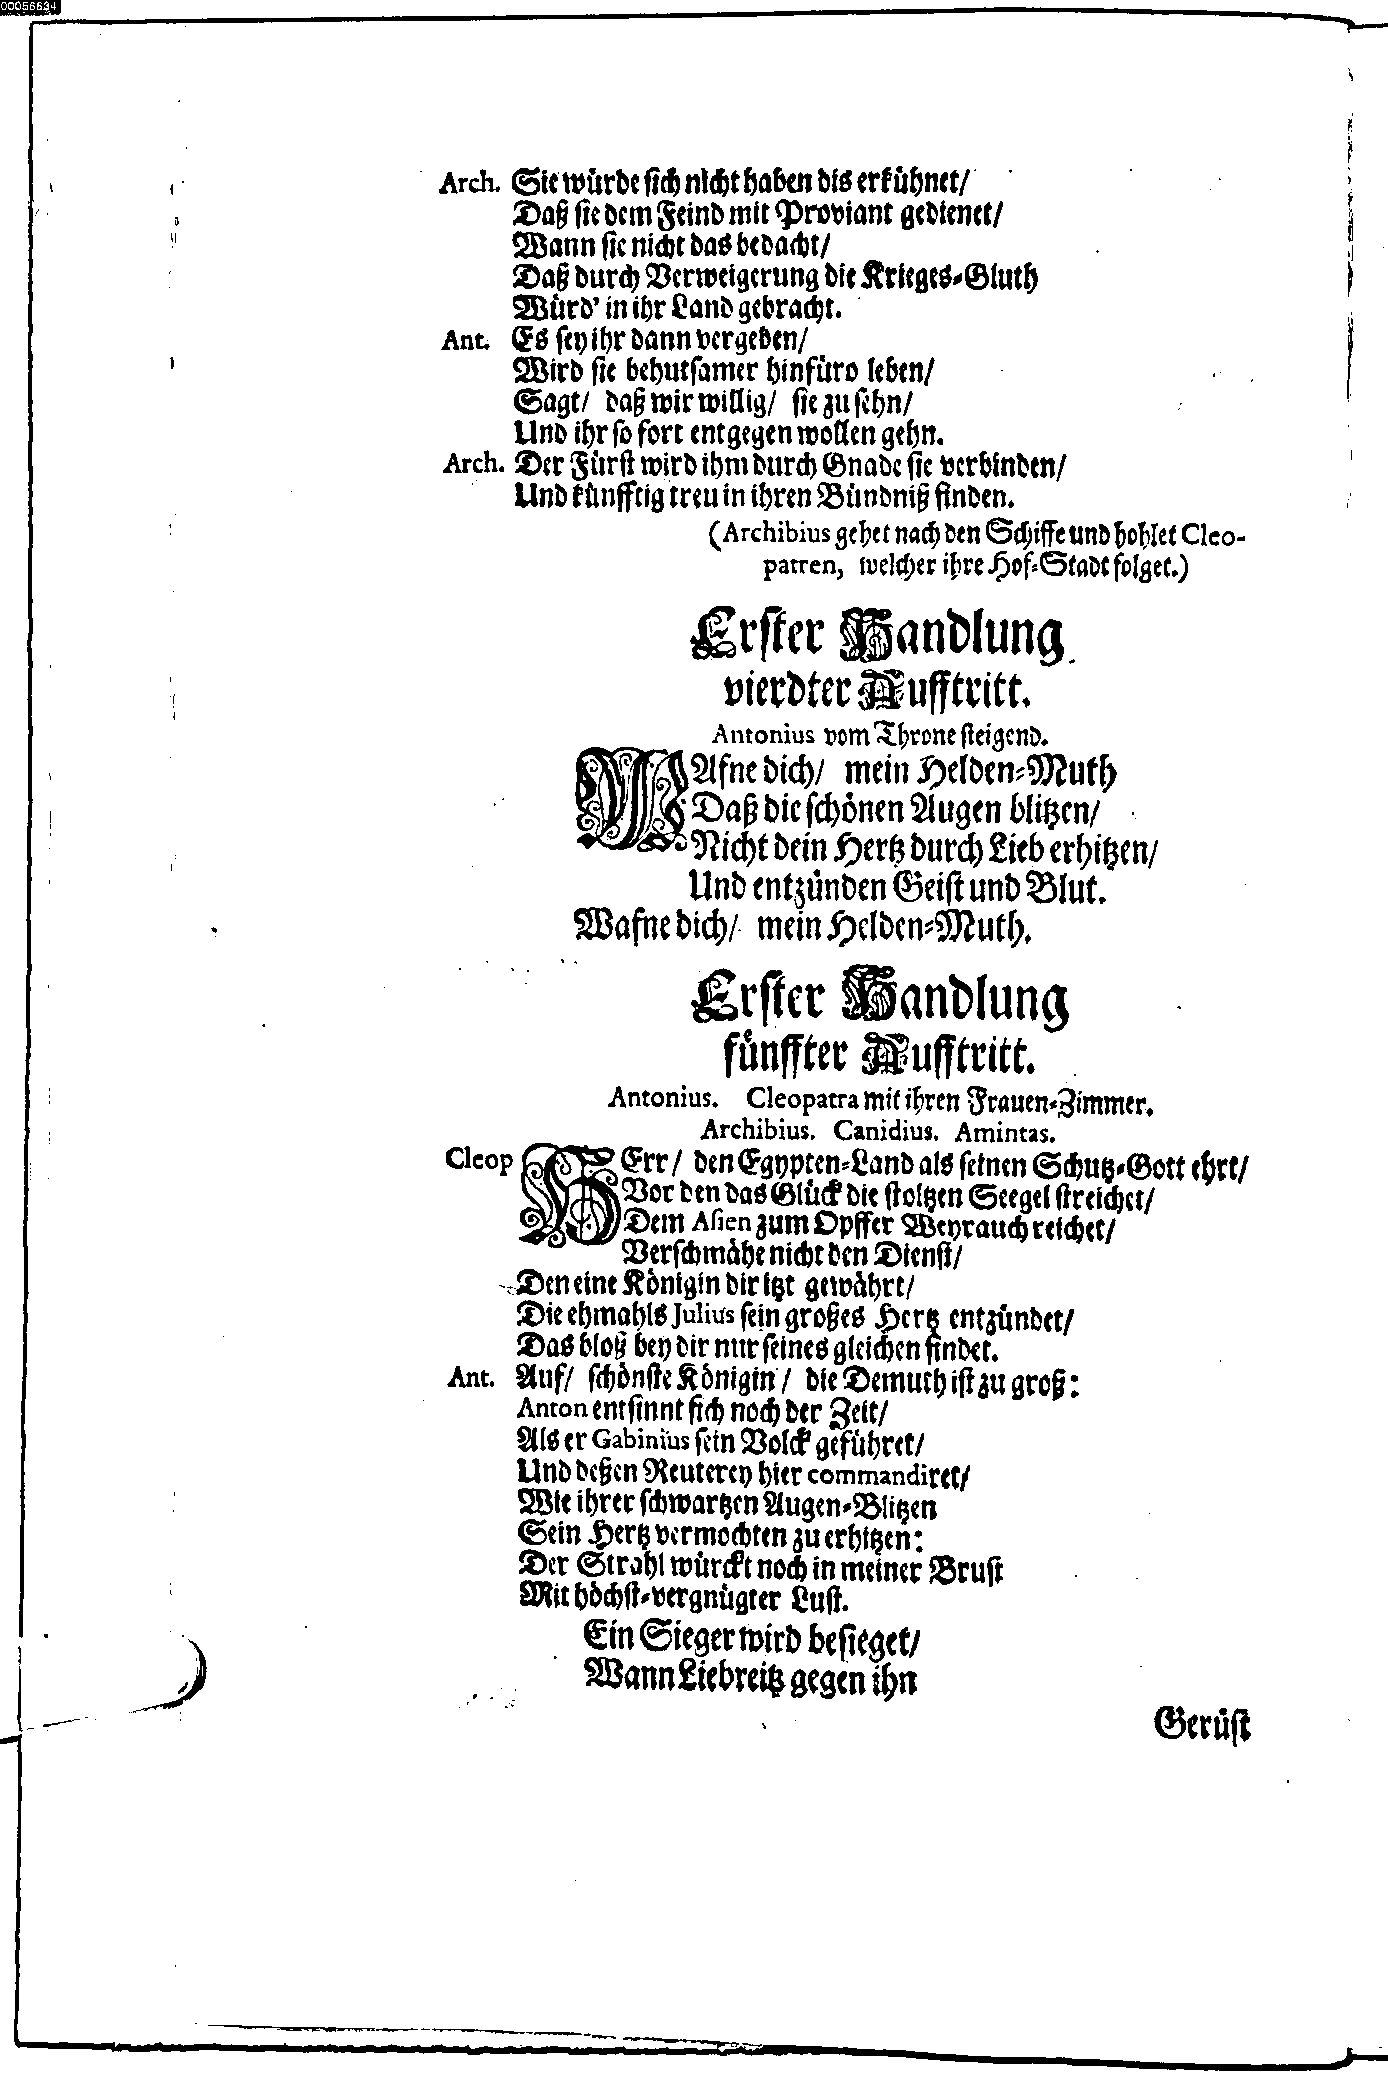 00056634
Arch. Sie würde sich nicht haben dis erkühnet/
Daß sie dem Feind mit Proviant gedienet/
Wann sie nicht das bedacht/
Daß durch Verweigerung die Krieges-Gluth
Würd' in ihr Land gebracht.
Ant. Es sey ihr dann vergeben/
Wird sie behutsamer hinfüro leben/
Sagt/ daß wir willig/ sie zu sehn/
Und ihr so fort entgegen wollen gehn.
Arch. Der Fürst wird ihm durch Gnade sie verbinden/
Und künfftig treu in ihren Bündniß finden.
(Archibius gehet nach den Schiffe und hohlet Cleo-
patren, welcher ihre Hof-Stadt folget.)
Erster Handlung
vierdter Aufftritt.
Antonius vom Throne steigend.
WAfne dich/ mein Helden-Muth
Daß die schönen Augen blitzen/
Nicht dein Hertz durch Lieb erhitzen/
Und entzünden Geist und Blut.
Wafne dich/ mein Helden-Muth.
Erster Handlung
fünffter Aufftritt.
Antonius. Cleopatra mit ihren Frauen-Zimmer.
Archibius. Canidius. Amintas.
Cleop HErr/ den Egypten-Land als seinen Schutz-Gott ehrt/
Vor den das Glück die stoltzen Seegel streichet/
Dem Asien zum Opffer Weyrauch reichet/
Verschmähe nicht den Dienst/
Den eine Königin dir itzt gewährt/
Die ehmahls Julius sein großes Hertz entzündet/
Das bloß bey dir nur seines gleichen findet.
Ant. Auf/ schönste Königin/ die Demuth ist zu groß:
Anton entsinnt sich noch der Zeit/
Als er Gabinius sein Volck geführet/
Und deßen Reuterey hier commandiret/
Wie ihrer schwartzen Augen-Blitzen
Sein Hertz vermochten zu erhitzen:
Der Strahl würckt noch in meiner Brust
Mit höchst-vergnügter Lust.
Ein Sieger wird besieget/
Wann Liebreitz gegen ihn
Gerüst